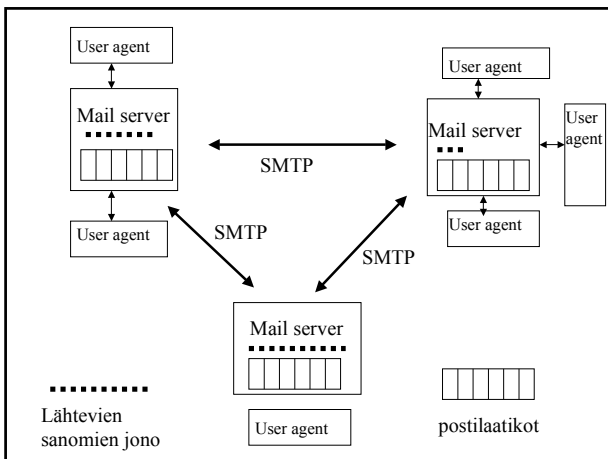 User agent
Mail server
User agent
SMTP
User agent
Mail server
User
agent
User agent
SMTP
SMTP
Mail server
User agent
Lähtevien
sanomien jono
postilaatikot